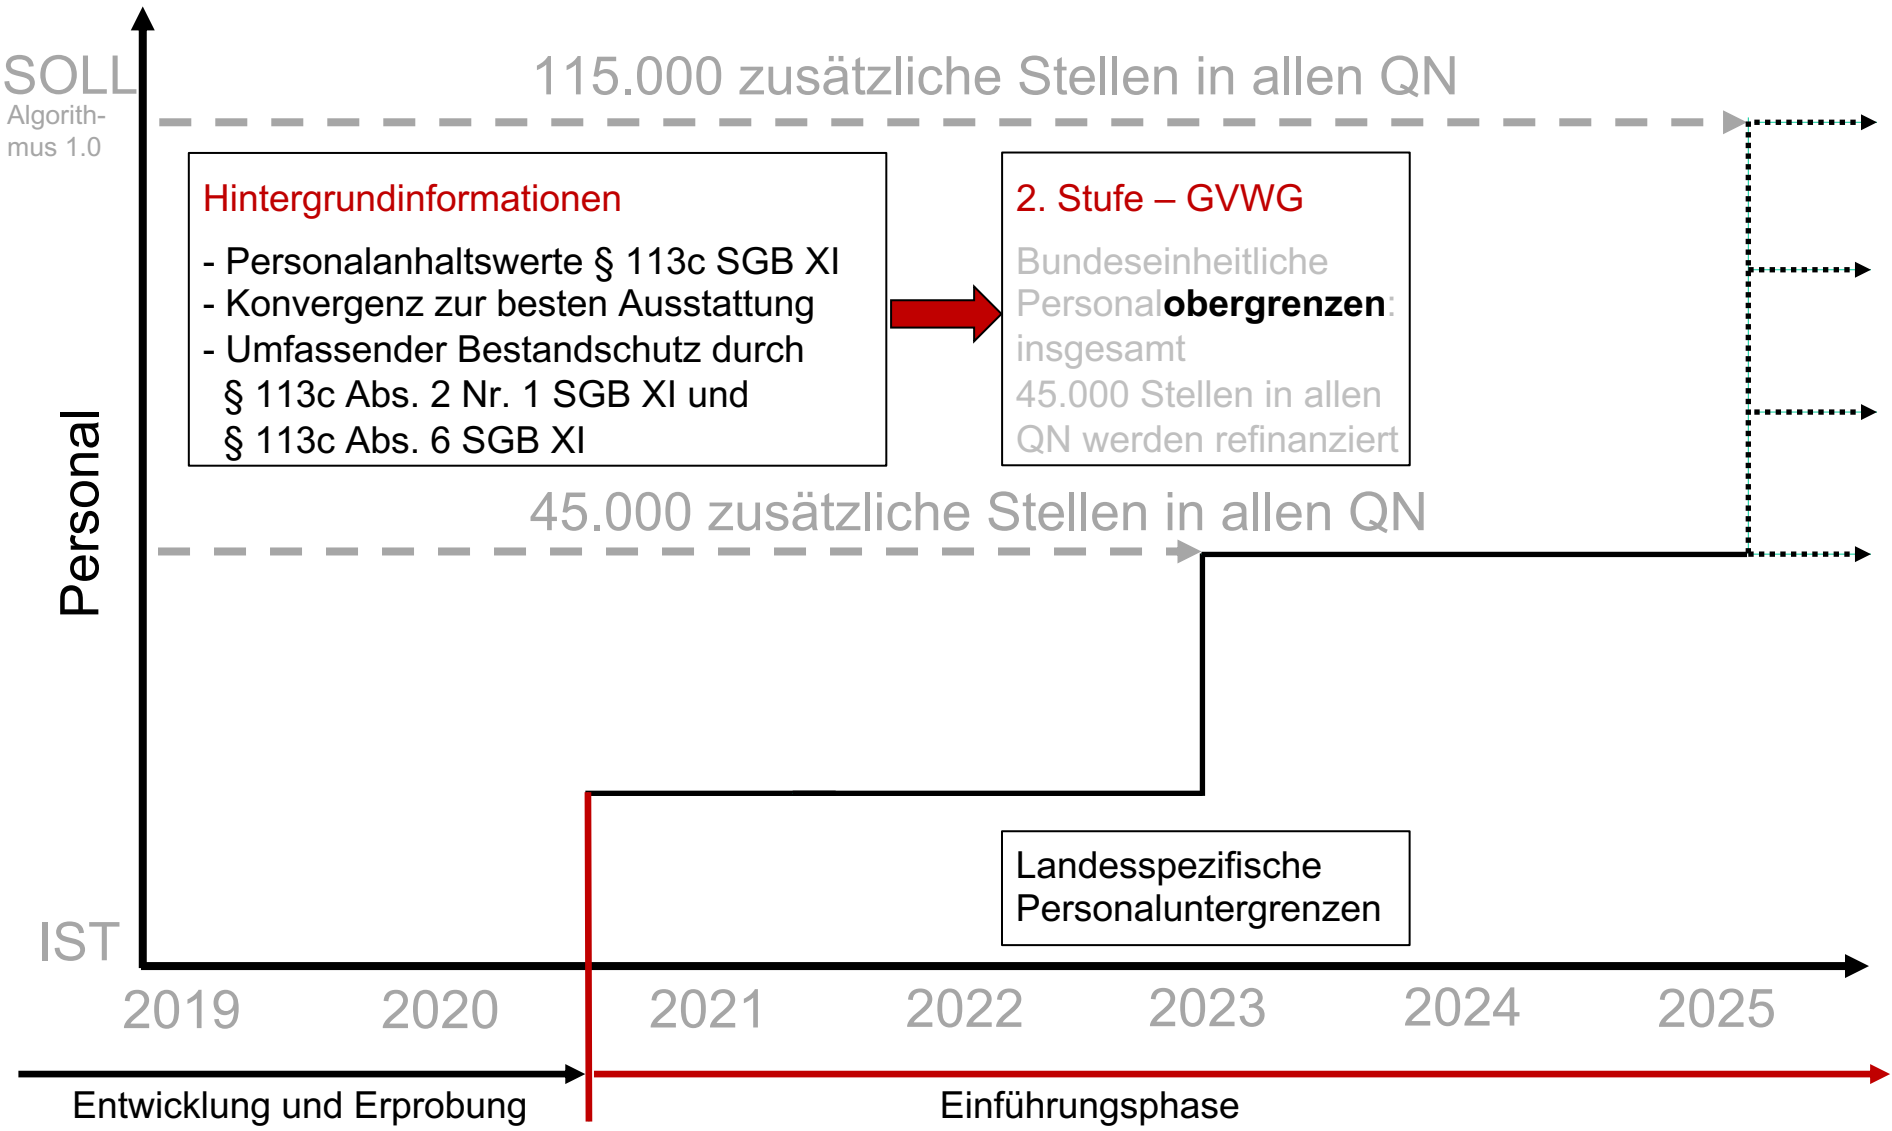 SOLL
Algorith-
mus 1.0
115.000 zusätzliche Stellen in allen QN
Hintergrundinformationen
- Personalanhaltswerte § 113c SGB XI
- Konvergenz zur besten Ausstattung
- Umfassender Bestandschutz durch
§ 113c Abs. 2 Nr. 1 SGB XI und
§ 113c Abs. 6 SGB XI
2. Stufe – GVWG
Bundeseinheitliche
Personalobergrenzen:
insgesamt
45.000 Stellen in allen
QN werden refinanziert
45.000 zusätzliche Stellen in allen QN
Personal
Landesspezifische
Personaluntergrenzen
IST
2019 2020 2021 2022 2023 2024 2025
Entwicklung und Erprobung Einführungsphase